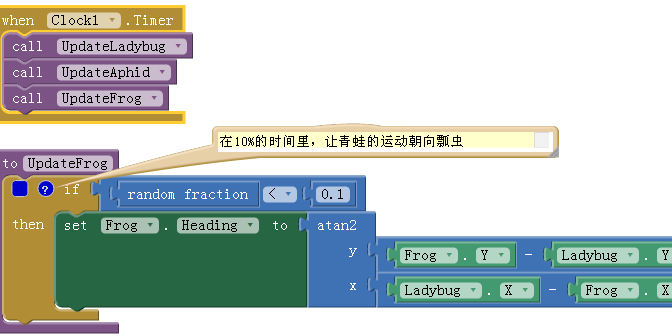 when Clock1 .Timer
call UpdateLadybug
call UpdateAphid
call UpdateFrog
在10%的时间里，让青蛙的运动朝向瓢虫
to UpdateFrog
? if random fraction < 0.1
then set Frog . Heading to atan2
y Frog . Y - Ladybug . Y
x Ladybug . X - Frog . X